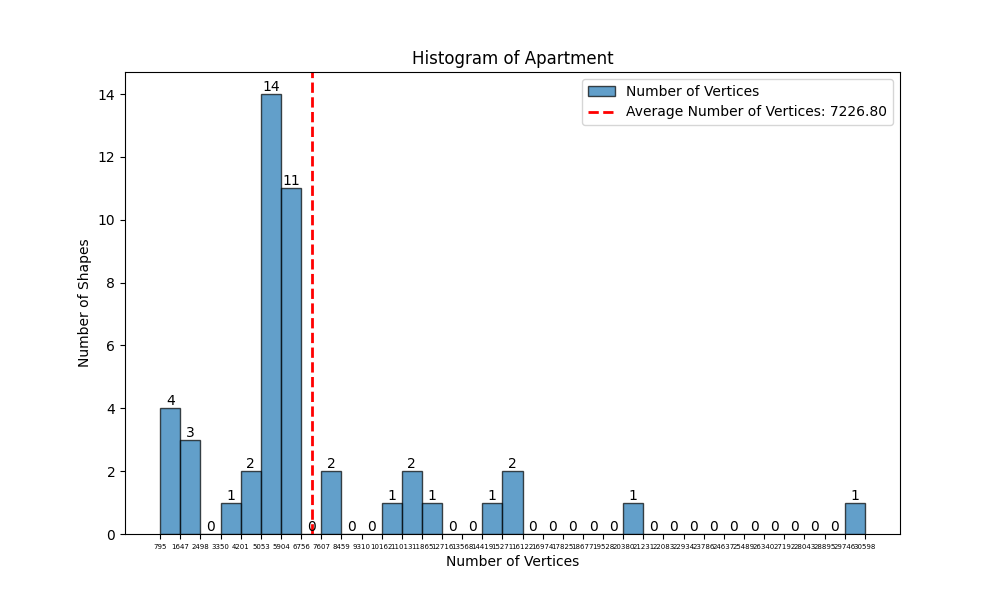 Histogram of Apartment
Number of Vertices
Average Number of Vertices: 7226.80
Number of Shapes
14
12
10
8
6
4
2
0
4 3 0 1 2 14 11 0 2 0 0 1 2 1 0 0 1 2 0 0 0 0 0 1 0 0 0 0 0 0 0 0 0 0 1
795 1647 2498 3350 4201 5053 5904 6756 7607 8459 9310 10162 11013 11865 12716 13568 14419 15271 16122 16974 17825 18677 19528 20380 21231 22083 22934 23786 24637 25489 26340 27192 28043 28895 29746 30598
Number of Vertices